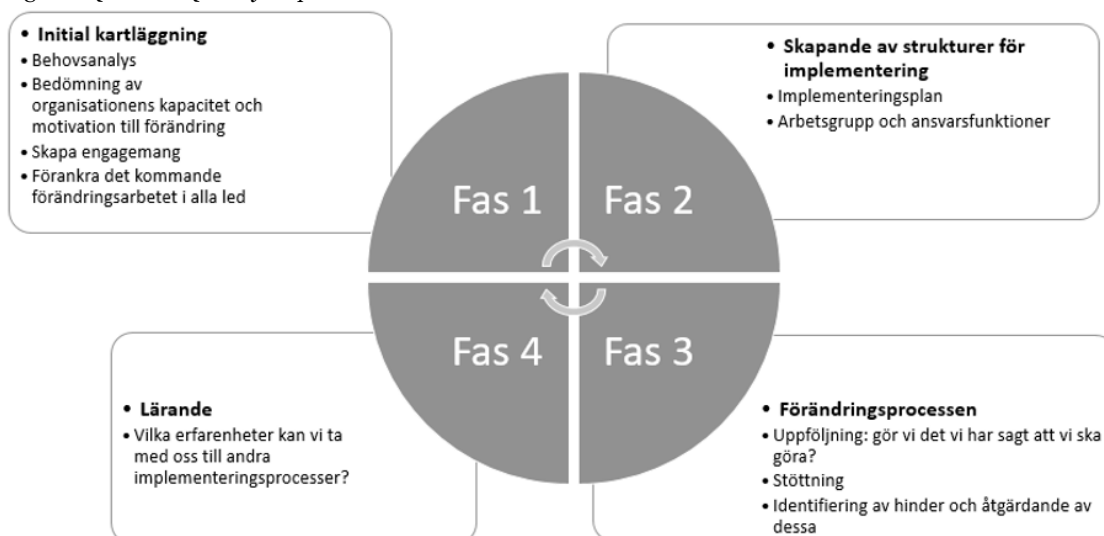 • Initial kartläggning
• Behovsanalys
• Bedömning av
organisationens kapacitet och
motivation till förändring
• Skapa engagemang
• Förankra det kommande
förändringsarbetet i alla led
• Skapande av strukturer för
implementering
• Implementeringsplan
• Arbetsgrupp och ansvarsfunktioner
Fas 1
Fas 2
Fas 4
Fas 3
• Lärande
• Vilka erfarenheter kan vi ta
med oss till andra
implementeringsprocesser?
• Förändringsprocessen
• Uppföljning: gör vi det vi har sagt att vi ska
göra?
• Stöttning
• Identifiering av hinder och åtgärdande av
dessa